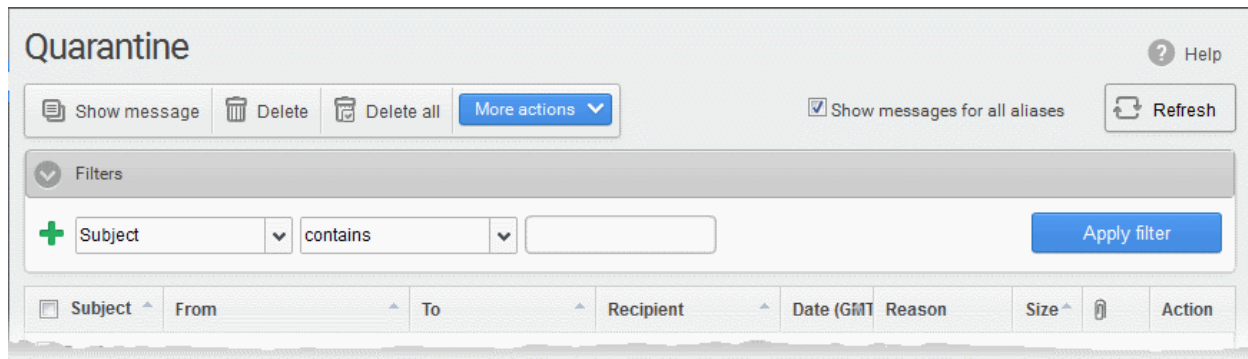 Quarantine
Help
Show message Delete Delete all More actions Show messages for all aliases Refresh
Filters
Subject contains Apply filter
Subject From To Recipient Date (GMT Reason Size Action